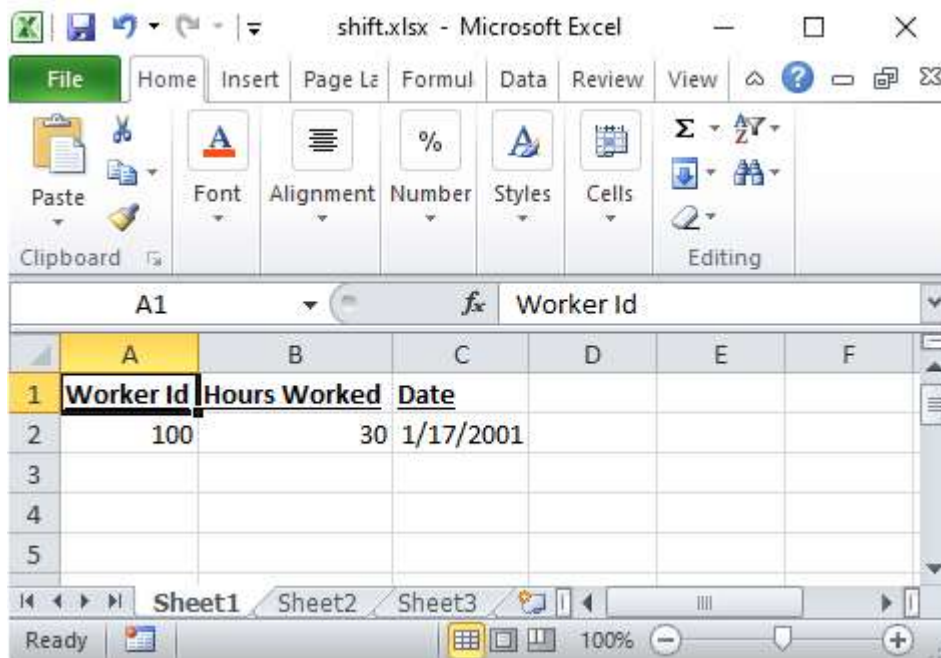 shift.xlsx - Microsoft Excel
File Home Insert Page La Formul Data Review View
Paste Font Alignment Number Styles Cells
Clipboard Editing
A1 fx Worker Id
A B C D E F
1 Worker Id Hours Worked Date
2 100 30 1/17/2001
3
4
5
Sheet1 Sheet2 Sheet3
Ready 100%